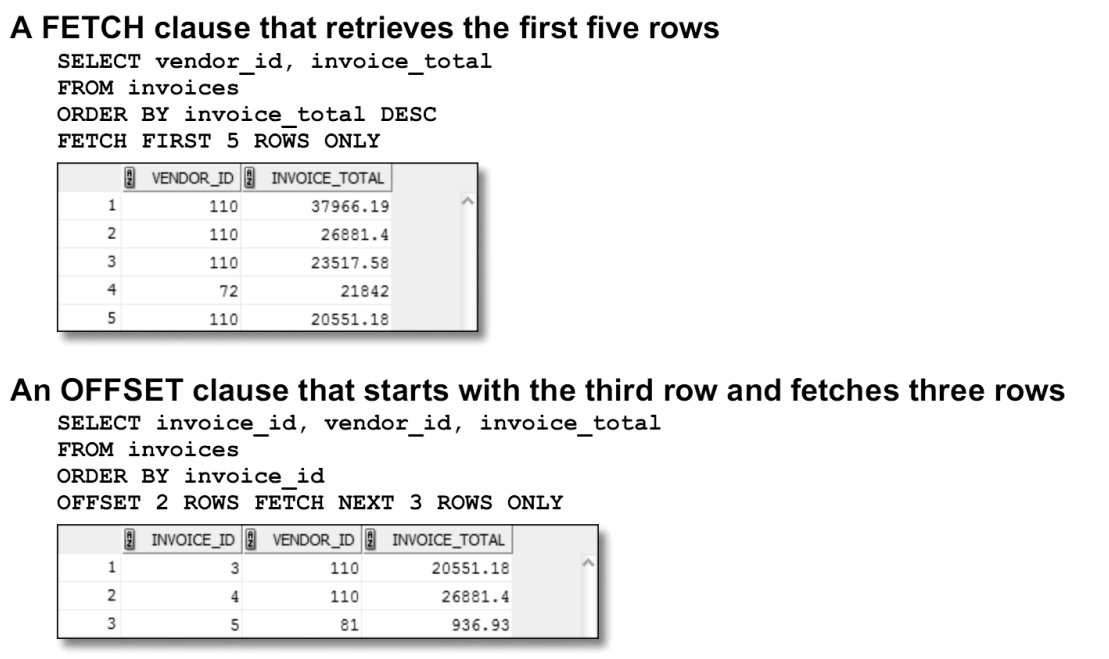 A FETCH clause that retrieves the first five rows
SELECT vendor_id, invoice_total
FROM invoices
ORDER BY invoice_total DESC
FETCH FIRST 5 ROWS ONLY
VENDOR_ID INVOICE_TOTAL
1 110 37966.19
2 110 26881.4
3 110 23517.58
4 72 21842
5 110 20551.18
An OFFSET clause that starts with the third row and fetches three rows
SELECT invoice_id, vendor_id, invoice_total
FROM invoices
ORDER BY invoice_id
OFFSET 2 ROWS FETCH NEXT 3 ROWS ONLY
INVOICE_ID VENDOR_ID INVOICE_TOTAL
1 3 110 20551.18
2 4 110 26881.4
3 5 81 936.93